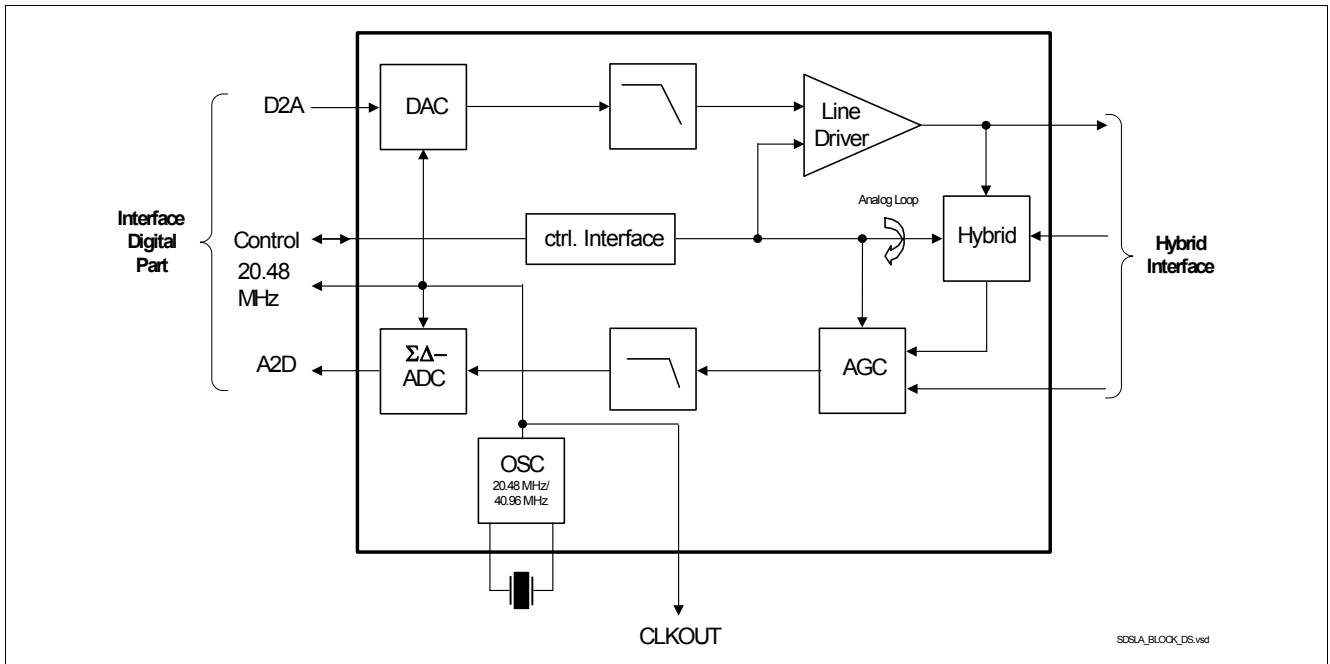 D2A
DAC
Line
Driver
Analog Loop
Interface
Digital
Part
Control
20.48
MHz
ctrl. Interface
Hybrid
Hybrid
Interface
A2D
ΣΔ–
ADC
AGC
OSC
20.48 MHz/
40.96 MHz
CLKOUT
SDSLA_BLOCK_DS.vsd